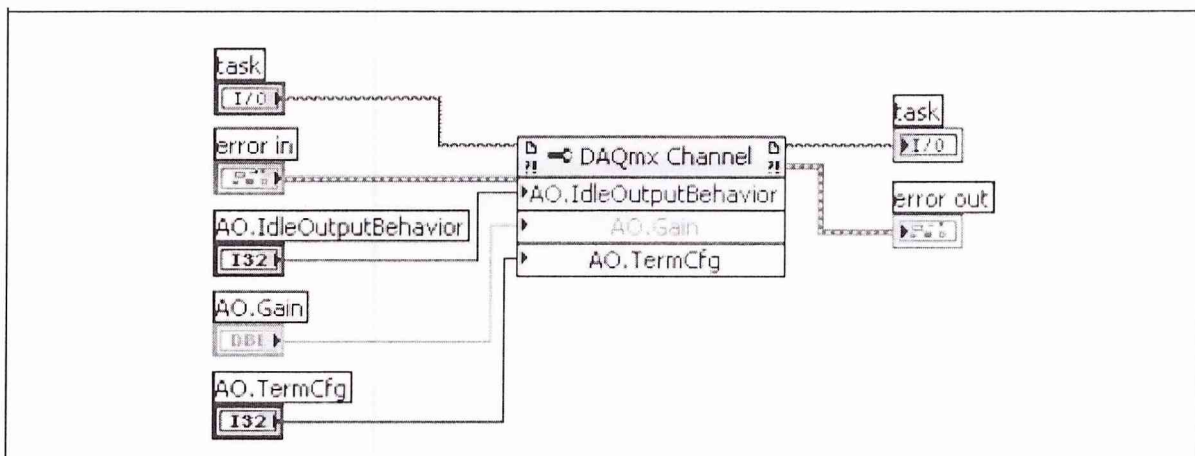 task
I/O
error in
AO.IdleOutputBehavior
I32
AO.Gain
DBL
AO.TermCfg
I32
DAQmx Channel
AO.IdleOutputBehavior
AO.Gain
AO.TermCfg
task
I/O
error out